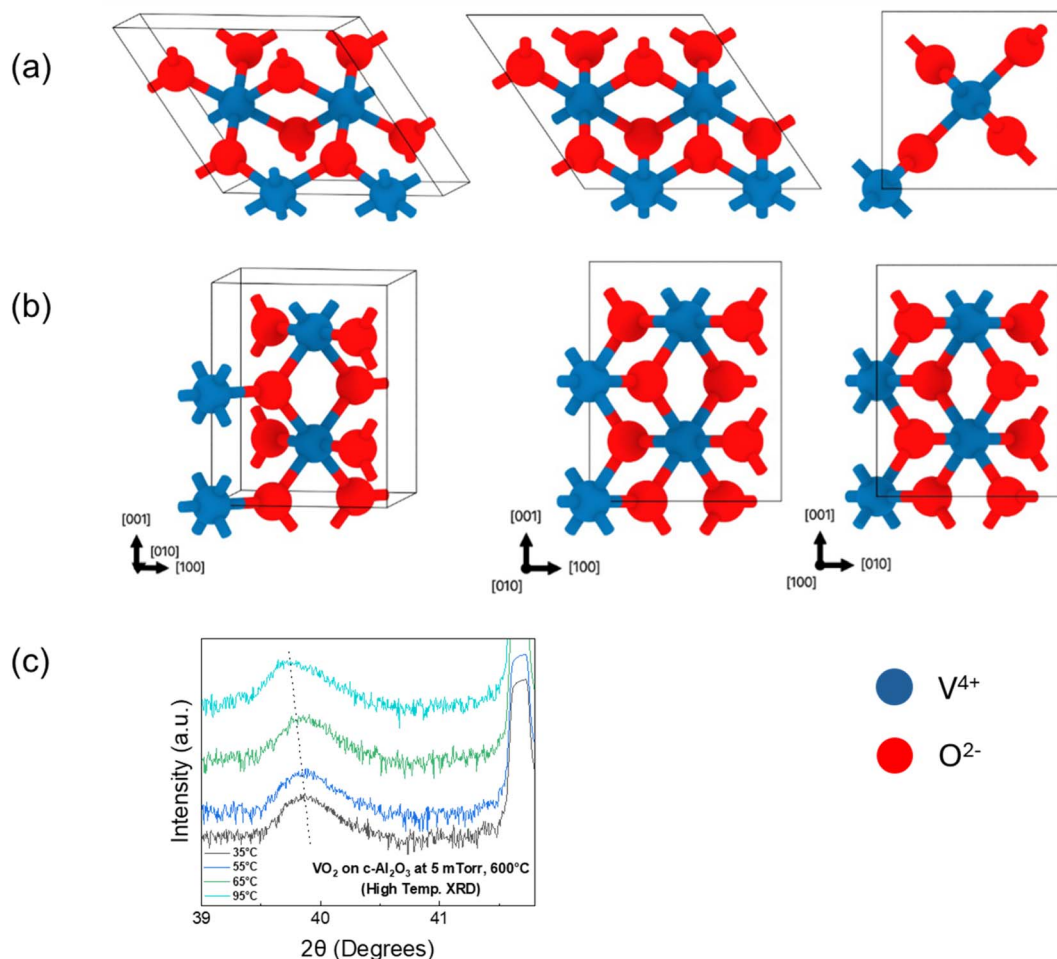 (a)
(b)
[001]
[010]
[100]
[001]
[100]
[010]
[001]
[010]
[100]
(c)
Intensity (a.u.)
35°C
55°C
65°C
95°C
VO₂ on c-Al₂O₃ at 5 mTorr, 600°C
(High Temp. XRD)
39 40 41
2θ (Degrees)
V⁴⁺
O²⁻